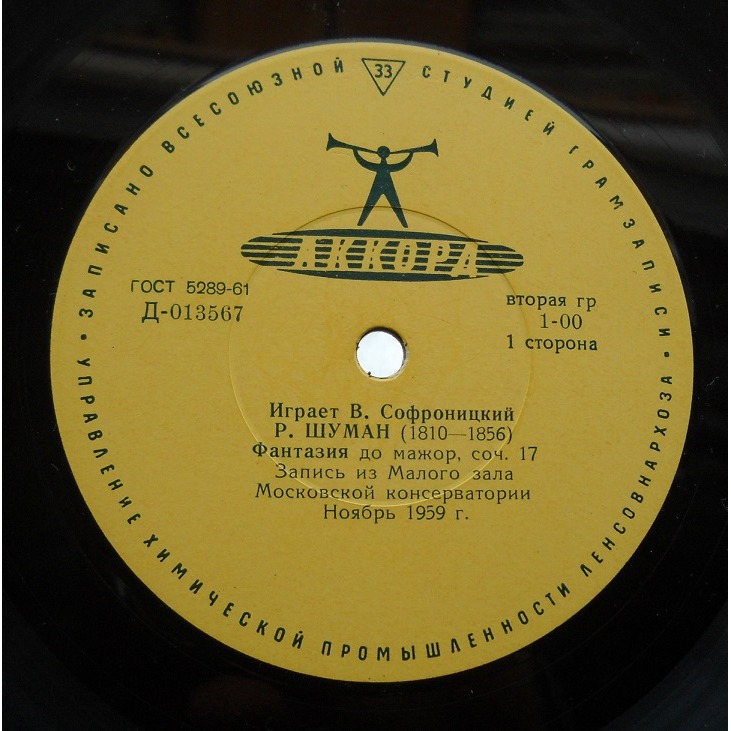 ЗАПИСАНО ВСЕСОЮЗНОЙ 33 СТУДИЕЙ ГРАМЗАПИСИ
АККОРД
ГОСТ 5289-61
Д-013567
вторая гр
1-00
1 сторона
Играет В. Софроницкий
Р. ШУМАН (1810—1856)
Фантазия до мажор, соч. 17
Запись из Малого зала
Московской консерватории
Ноябрь 1959 г.
• УПРАВЛЕНИЕ ХИМИЧЕСКОЙ ПРОМЫШЛЕННОСТИ ЛЕНСОВНАРХОЗА •